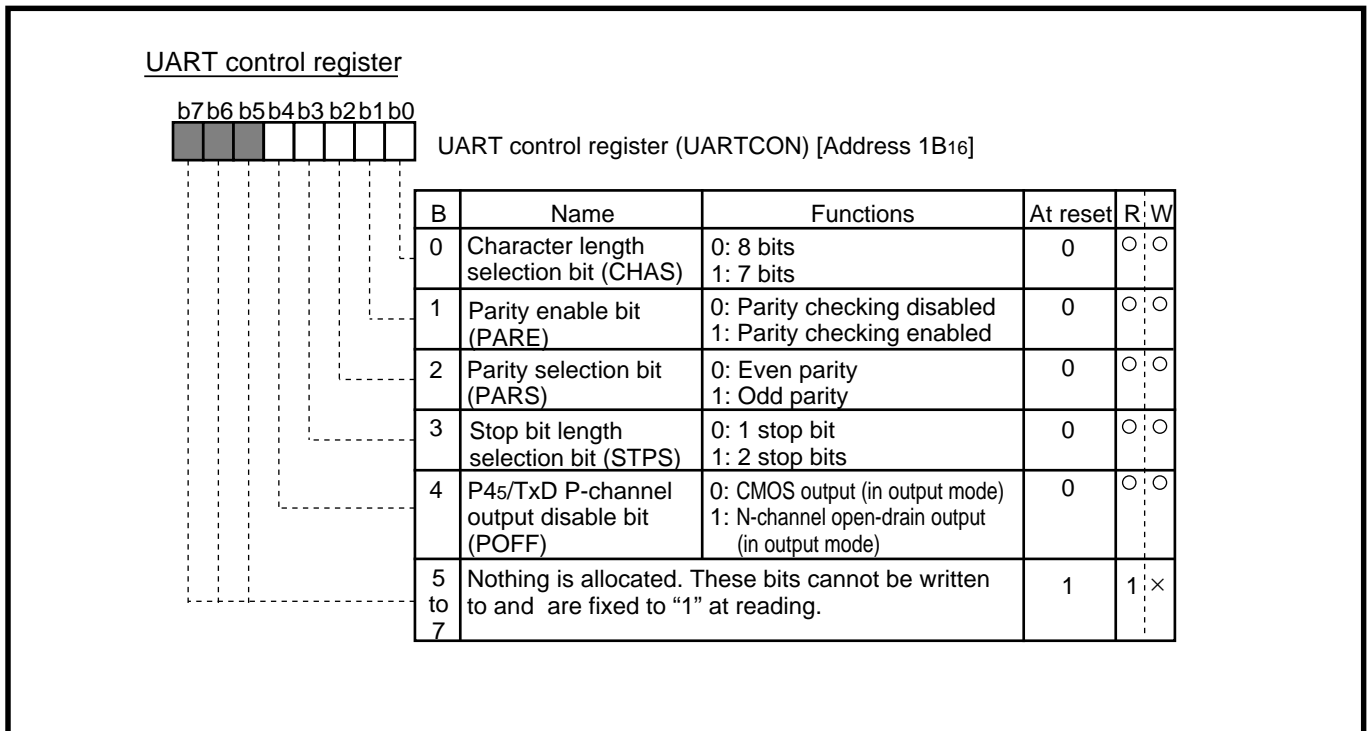 UART control register
b7 b6 b5 b4 b3 b2 b1 b0
UART control register (UARTCON) [Address 1B16]
B Name Functions At reset R W
0 Character length selection bit (CHAS) 0: 8 bits 1: 7 bits 0 ○ ○
1 Parity enable bit (PARE) 0: Parity checking disabled 1: Parity checking enabled 0 ○ ○
2 Parity selection bit (PARS) 0: Even parity 1: Odd parity 0 ○ ○
3 Stop bit length selection bit (STPS) 0: 1 stop bit 1: 2 stop bits 0 ○ ○
4 P45/TxD P-channel output disable bit (POFF) 0: CMOS output (in output mode) 1: N-channel open-drain output (in output mode) 0 ○ ○
5 to 7 Nothing is allocated. These bits cannot be written to and are fixed to “1” at reading. 1 1 ×